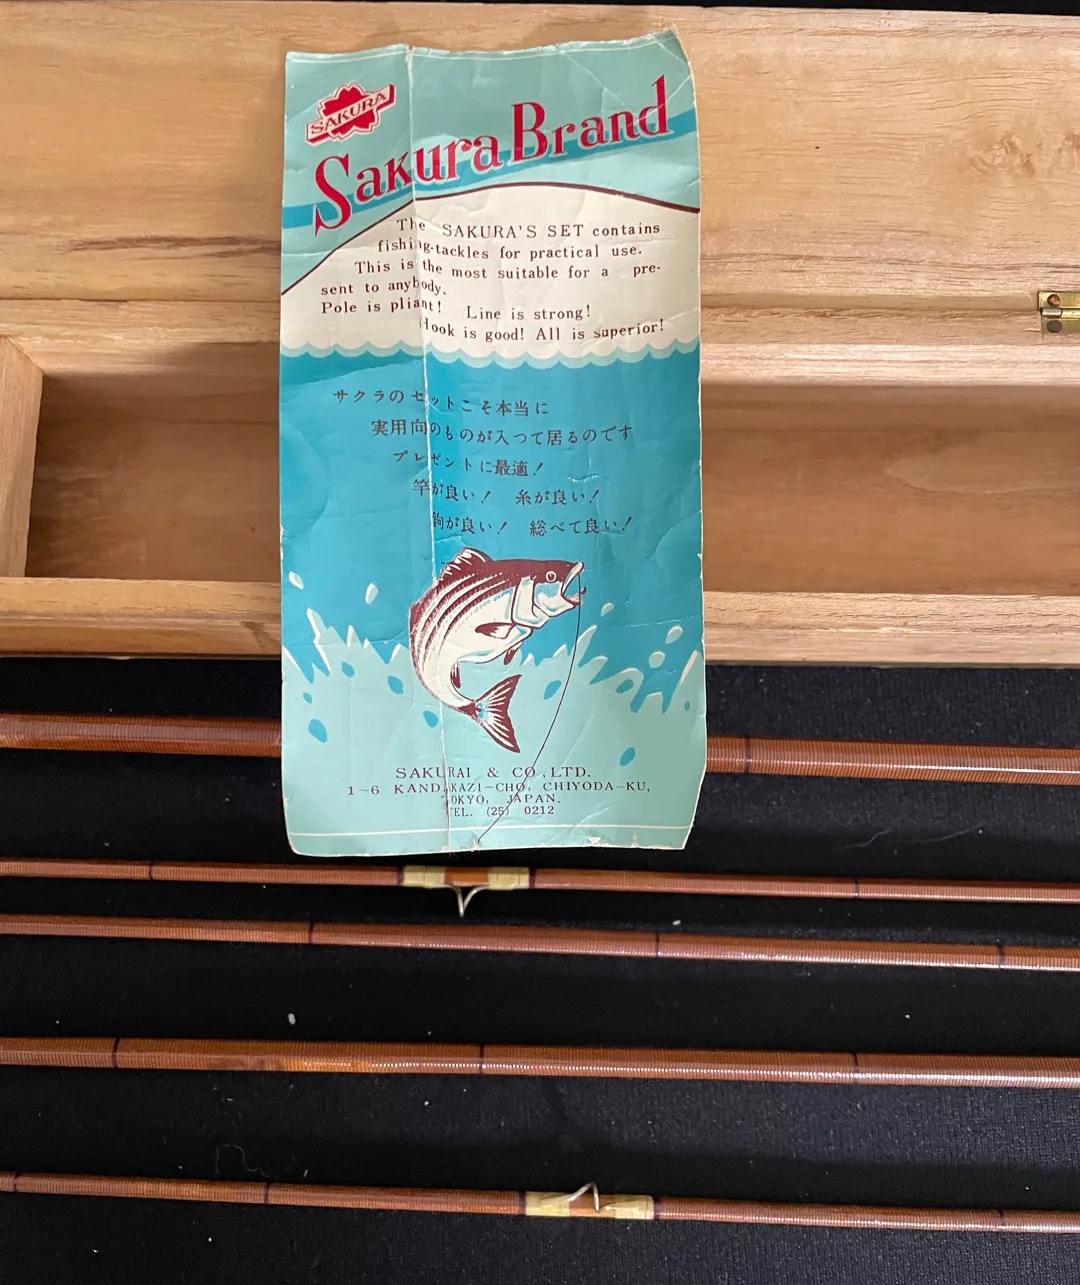 SAKURA
Sakura Brand
The SAKURA'S SET contains
fishing-tackles for practical use.
This is the most suitable for a pre-
sent to anybody.
Pole is pliant! Line is strong!
Hook is good! All is superior!
サクラのセットこそ本当に
実用向のものが入つて居るのです
プレゼントに最適！
竿が良い！ 糸が良い！
鈎が良い！ 総べて良い！
SAKURAI & CO., LTD.
1-6 KANDAKAZI-CHO, CHIYODA-KU,
TOKYO, JAPAN.
TEL. (25) 0212